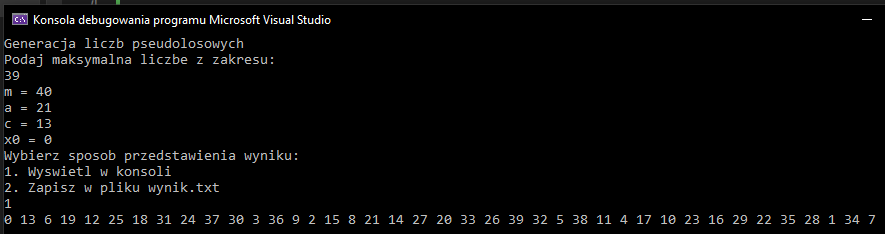 Konsola debugowania programu Microsoft Visual Studio
Generacja liczb pseudolosowych
Podaj maksymalna liczbe z zakresu:
39
m = 40
a = 21
c = 13
x0 = 0
Wybierz sposob przedstawienia wyniku:
1. Wyswietl w konsoli
2. Zapisz w pliku wynik.txt
1
0 13 6 19 12 25 18 31 24 37 30 3 36 9 2 15 8 21 14 27 20 33 26 39 32 5 38 11 4 17 10 23 16 29 22 35 28 1 34 7